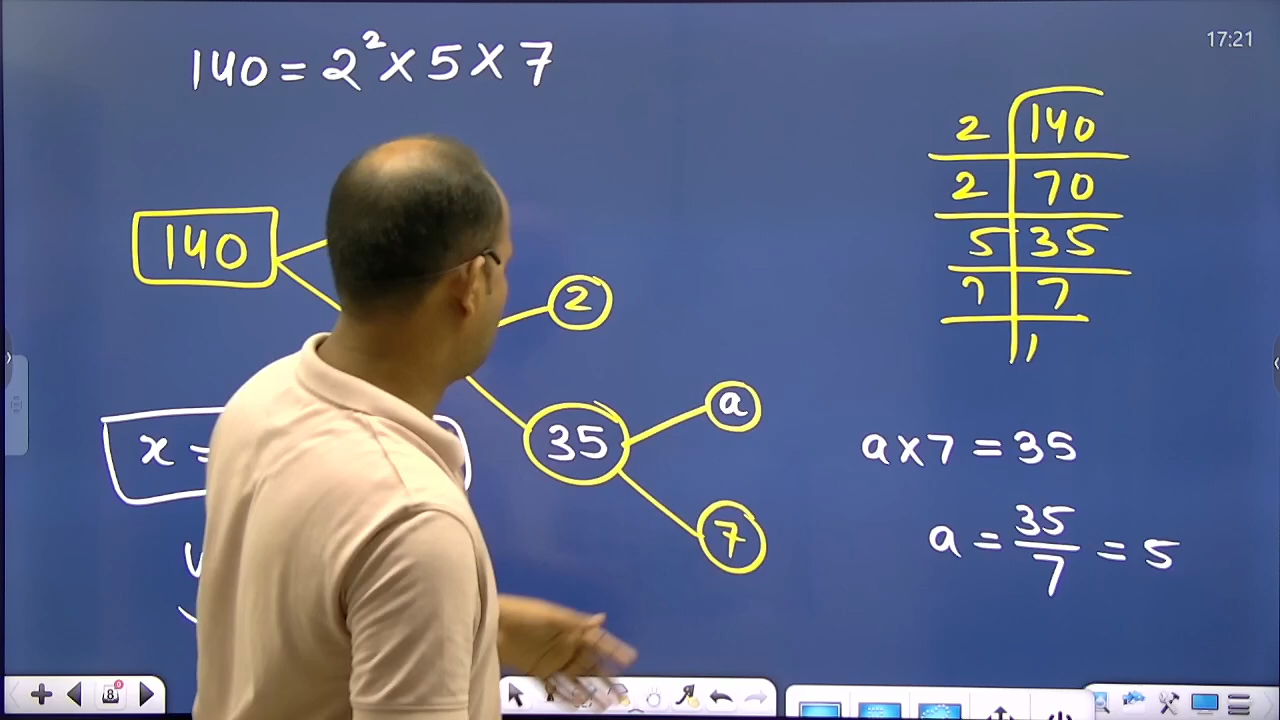 17:21
140 = 2² × 5 × 7
2 140
2 70
5 35
7 7
1
140
2
35
a
7
x =
a × 7 = 35
a = 35/7 = 5
8